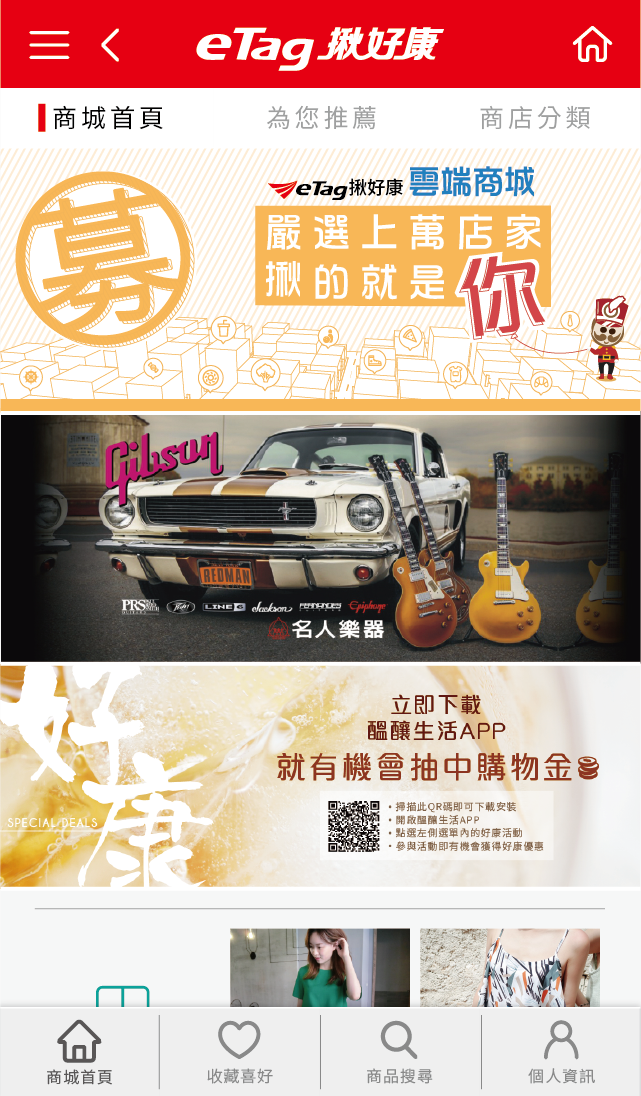 eTag 揪好康
商城首頁
為您推薦
商店分類
募
eTag揪好康 雲端商城
嚴選上萬店家
揪的就是你
Gibson
REDMAN
PRS
LINE 6
Jackson
FERNANDES
Epiphone
名人樂器
好康
SPECIAL DEALS
立即下載
醞釀生活APP
就有機會抽中購物金
・掃描此QR碼即可下載安裝
・開啟醞釀生活APP
・點選左側選單內的好康活動
・參與活動即有機會獲得好康優惠
商城首頁
收藏喜好
商品搜尋
個人資訊